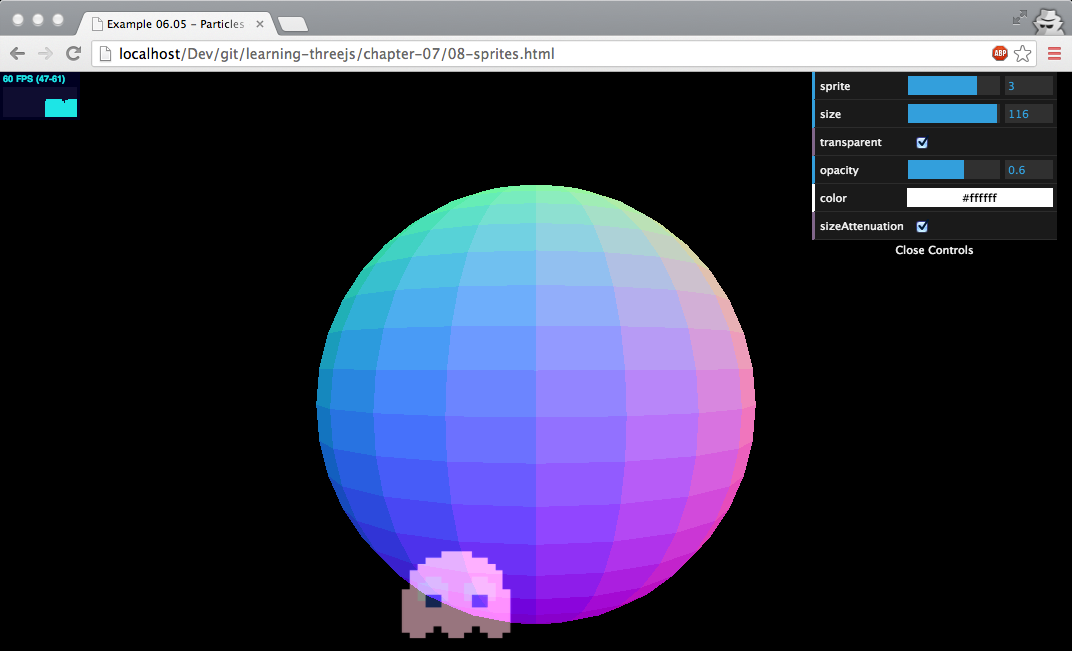 Example 06.05 – Particles
localhost/Dev/git/learning-threejs/chapter-07/08-sprites.html
ABP
60 FPS (47-61)
sprite 3
size 116
transparent
opacity 0.6
color #ffffff
sizeAttenuation
Close Controls